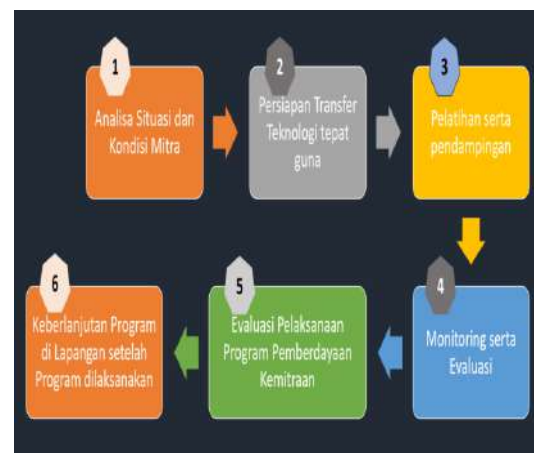 1
Analisa Situasi dan
Kondisi Mitra
2
Persiapan Transfer
Teknologi tepat
guna
3
Pelatihan serta
pendampingan
4
Monitoring serta
Evaluasi
5
Evaluasi Pelaksanaan
Program Pemberdayaan
Kemitraan
6
Keberlanjutan Program
di Lapangan setelah
Program dilaksanakan